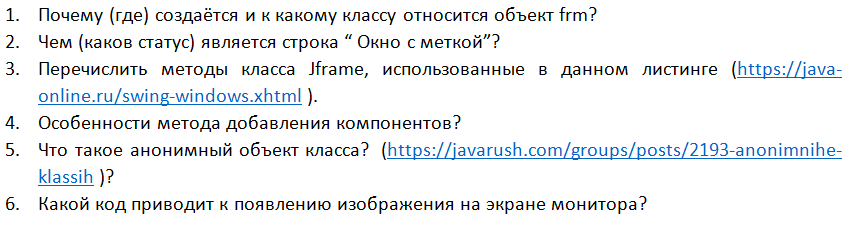 1. Почему (где) создаётся и к какому классу относится объект frm?
2. Чем (каков статус) является строка “ Окно с меткой”?
3. Перечислить методы класса Jframe, использованные в данном листинге (https://java-
online.ru/swing-windows.xhtml ).
4. Особенности метода добавления компонентов?
5. Что такое анонимный объект класса? (https://javarush.com/groups/posts/2193-anonimnihe-
klassih )?
6. Какой код приводит к появлению изображения на экране монитора?